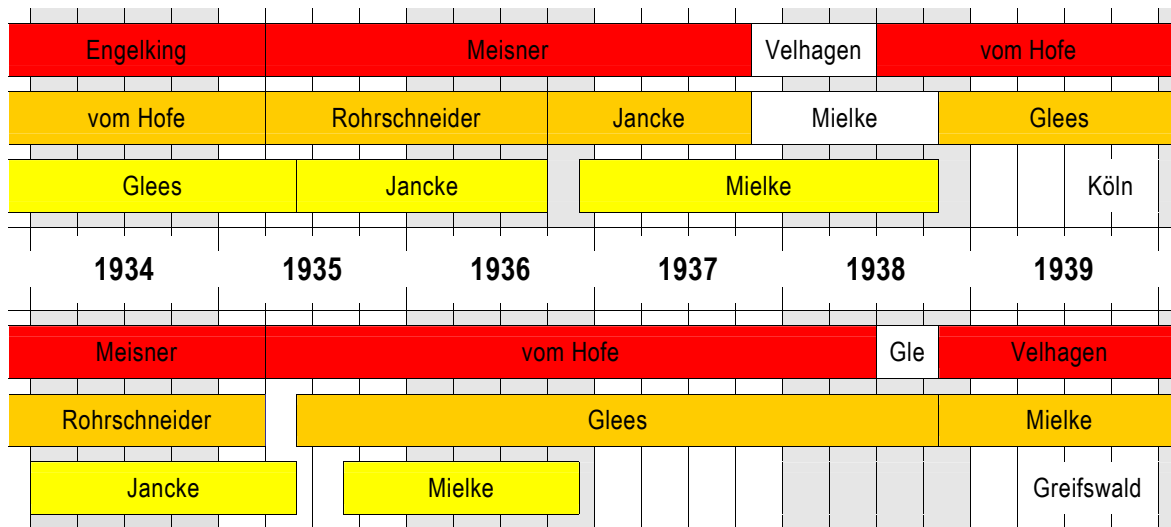 Engelking Meisner Velhagen vom Hofe
vom Hofe Rohrschneider Jancke Mielke Glees
Glees Jancke Mielke Köln
1934 1935 1936 1937 1938 1939
Meisner vom Hofe Gle Velhagen
Rohrschneider Glees Mielke
Jancke Mielke Greifswald